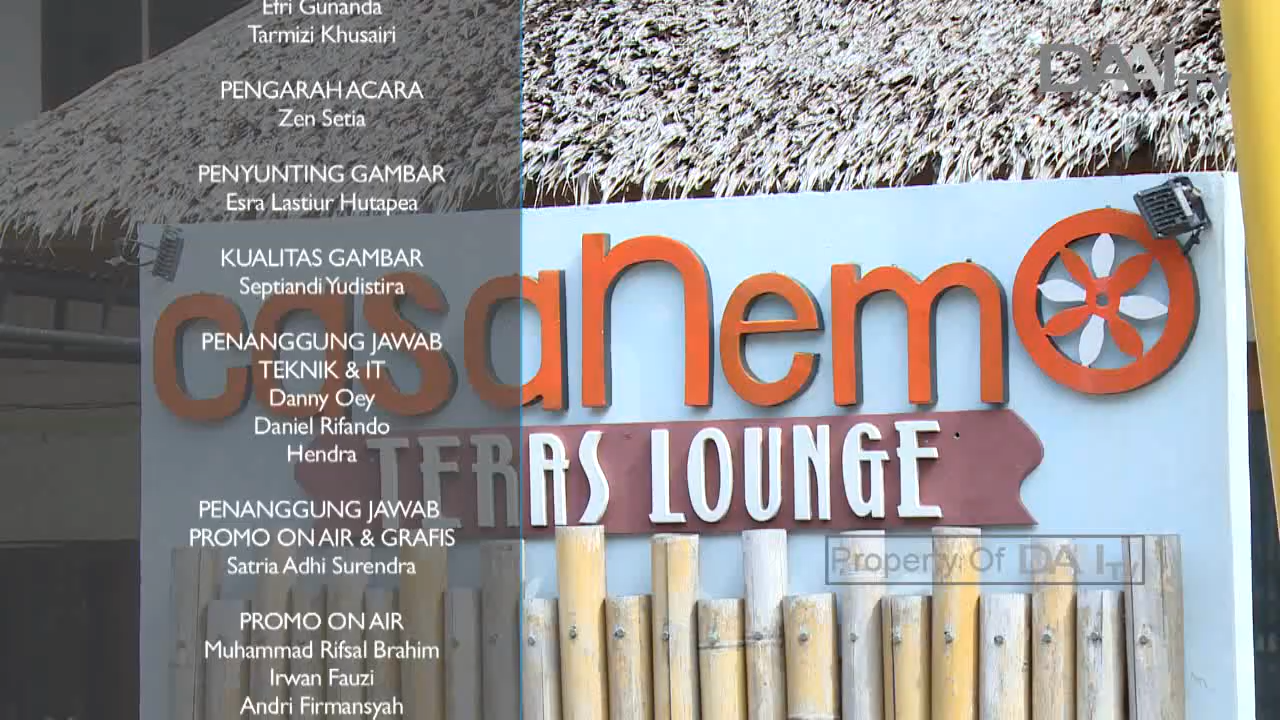 Efri Gunanda
Tarmizi Khusairi
PENGARAH ACARA
Zen Setia
PENYUNTING GAMBAR
Esra Lastiur Hutapea
KUALITAS GAMBAR
Septiandi Yudistira
PENANGGUNG JAWAB
TEKNIK & IT
Danny Oey
Daniel Rifando
Hendra
PENANGGUNG JAWAB
PROMO ON AIR & GRAFIS
Satria Adhi Surendra
PROMO ON AIR
Muhammad Rifsal Brahim
Irwan Fauzi
Andri Firmansyah
DAAI TV
casanemo
TERAS LOUNGE
Property Of DAAI TV